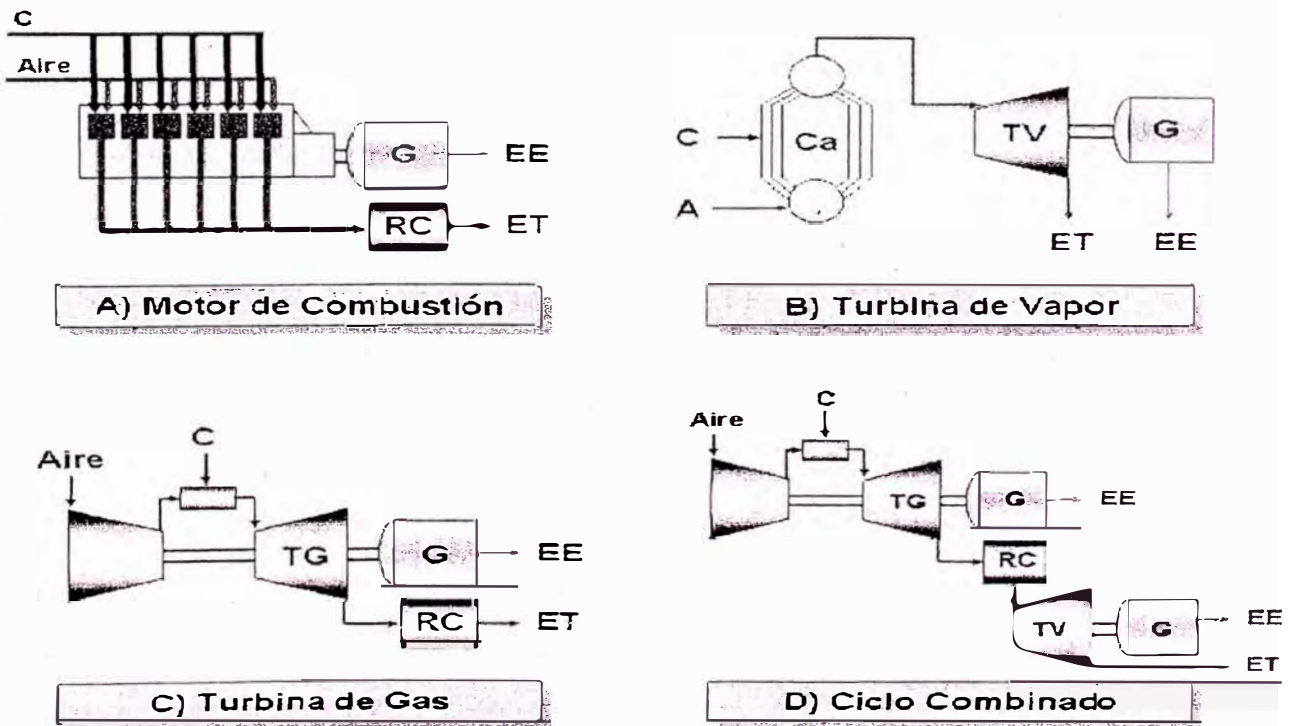 C
Aire
G
EE
RC
ET
A) Motor de Combustión
C
A
Ca
TV
G
ET
EE
B) Turbina de Vapor
Aire
C
TG
G
EE
RC
ET
C) Turbina de Gas
Aire
C
TG
G
EE
RC
TV
G
EE
ET
D) Ciclo Combinado